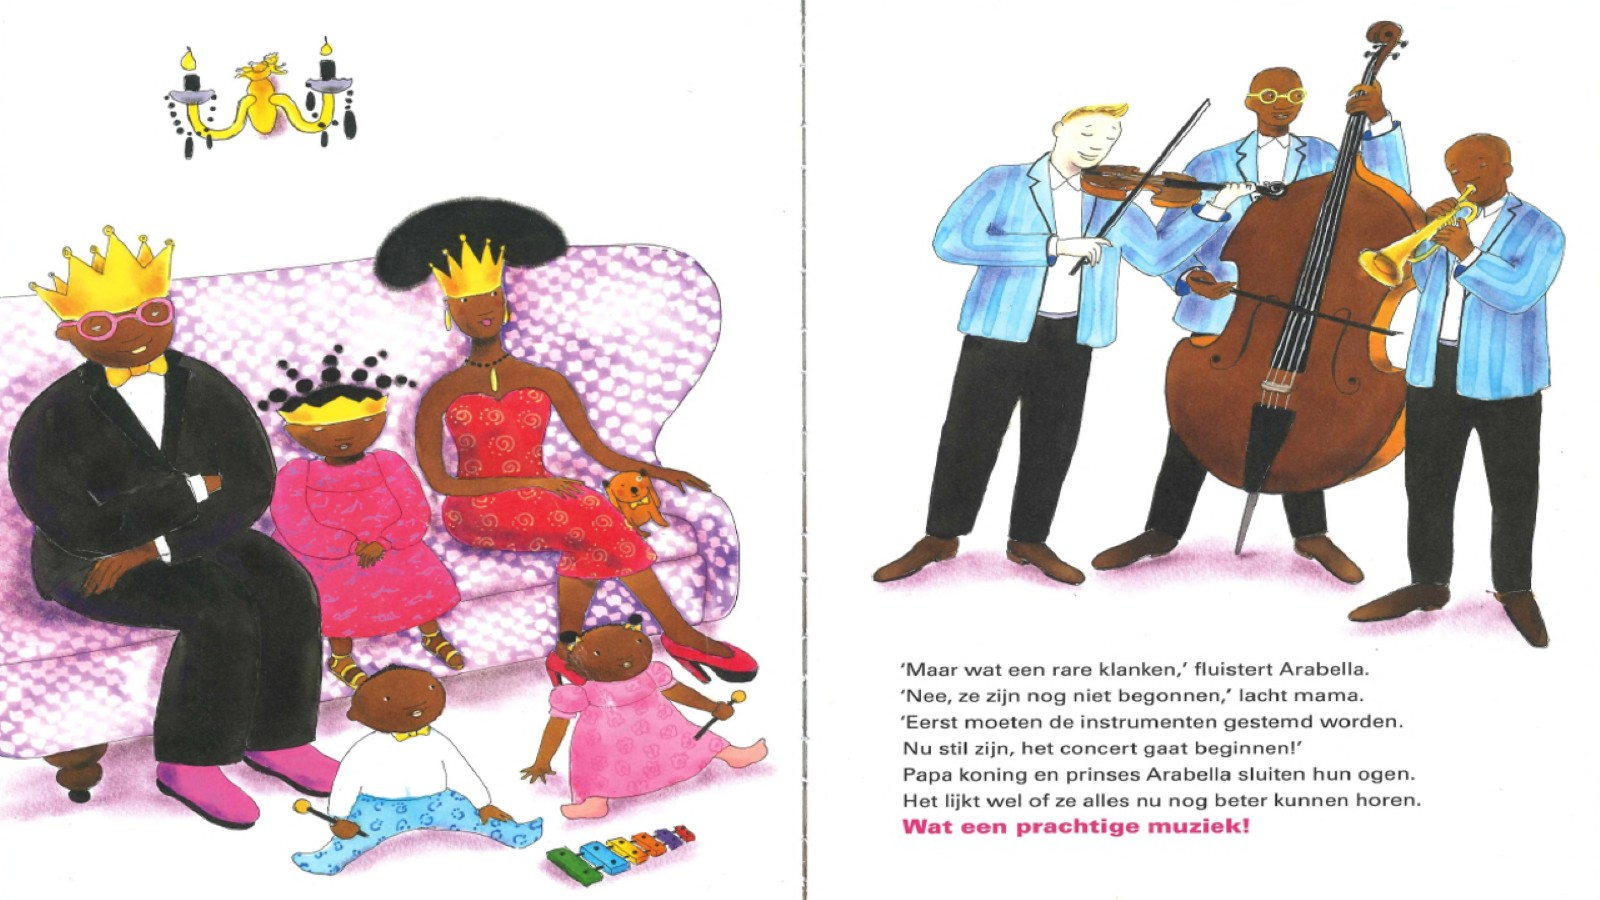 ‘Maar wat een rare klanken,’ fluistert Arabella.
‘Nee, ze zijn nog niet begonnen,’ lacht mama.
‘Eerst moeten de instrumenten gestemd worden.
Nu stil zijn, het concert gaat beginnen!’
Papa koning en prinses Arabella sluiten hun ogen.
Het lijkt wel of ze alles nu nog beter kunnen horen.
Wat een prachtige muziek!